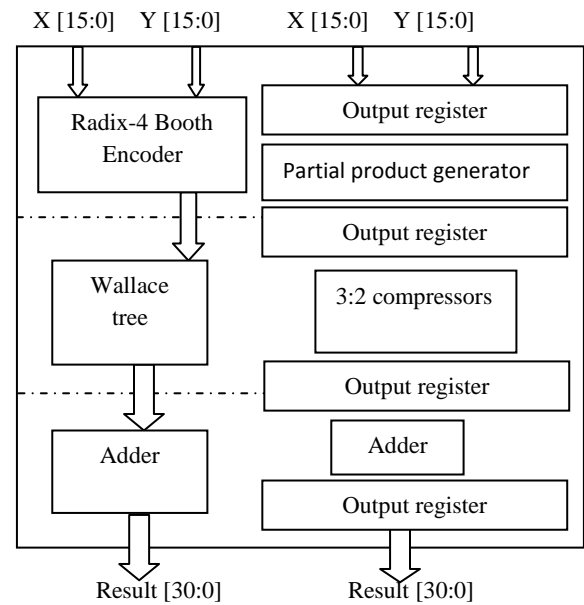 X [15:0] Y [15:0] X [15:0] Y [15:0]
Radix-4 Booth
Encoder
Wallace
tree
Adder
Result [30:0]
Output register
Partial product generator
Output register
3:2 compressors
Output register
Adder
Output register
Result [30:0]